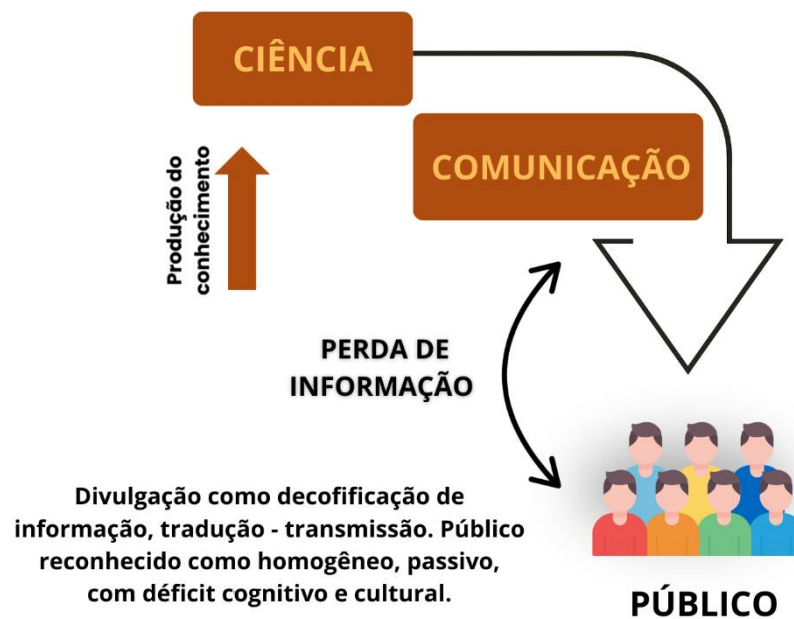 CIÊNCIA
COMUNICAÇÃO
Produção do
conhecimento
PERDA DE
INFORMAÇÃO
Divulgação como decofificação de
informação, tradução - transmissão. Público
reconhecido como homogêneo, passivo,
com déficit cognitivo e cultural.
PÚBLICO